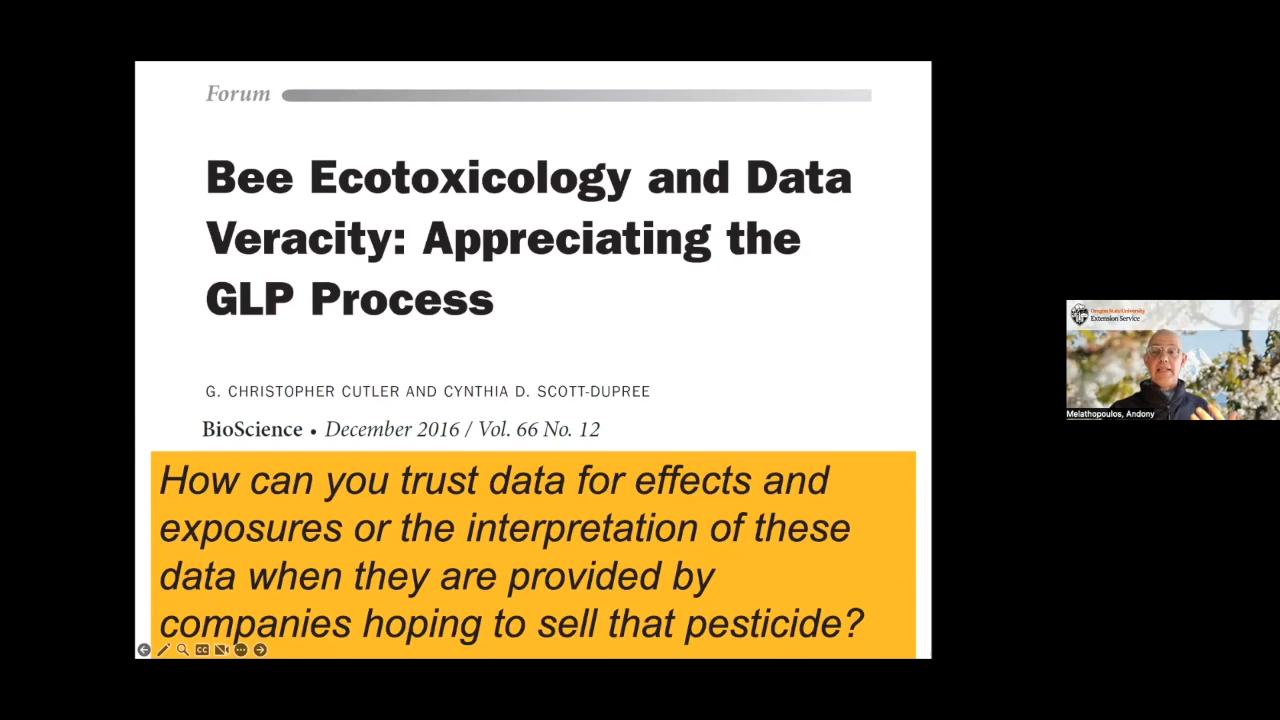 Forum
Bee Ecotoxicology and Data
Veracity: Appreciating the
GLP Process
G. CHRISTOPHER CUTLER AND CYNTHIA D. SCOTT-DUPREE
BioScience • December 2016 / Vol. 66 No. 12
How can you trust data for effects and
exposures or the interpretation of these
data when they are provided by
companies hoping to sell that pesticide?
CC
Oregon State University
Extension Service
Melathopoulos, Andony